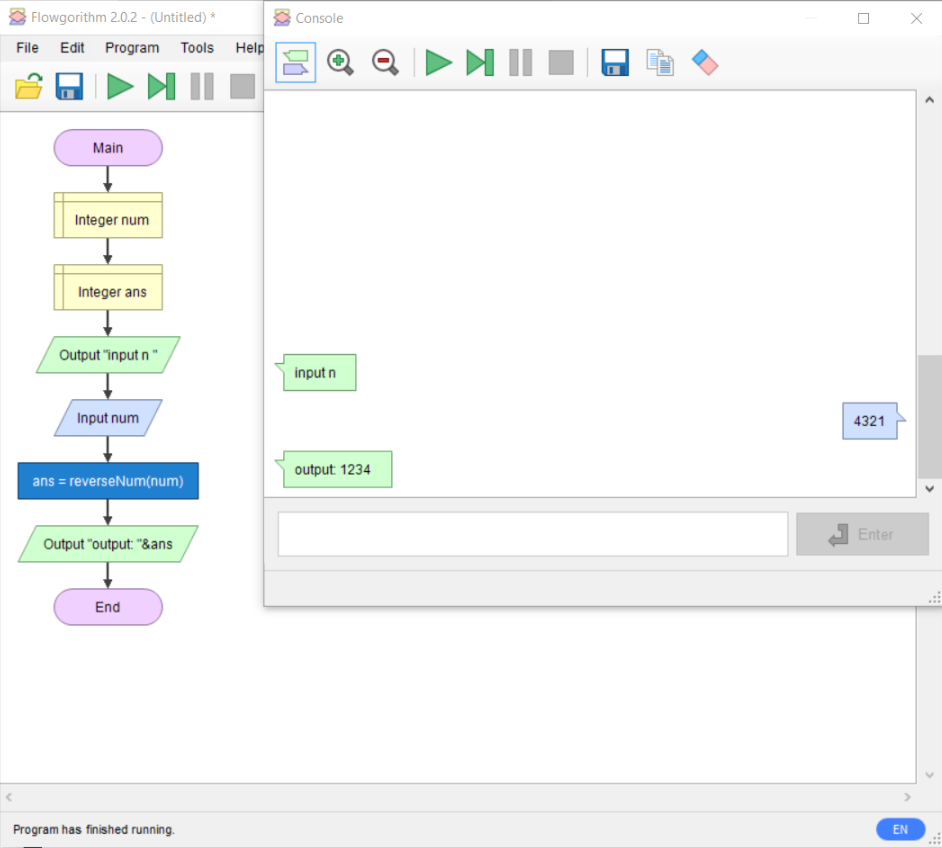 Flowgorithm 2.0.2 - (Untitled) *
File Edit Program Tools Help
Main
Integer num
Integer ans
Output "input n "
Input num
ans = reverseNum(num)
Output "output: "&ans
End
Console
input n
4321
output: 1234
Enter
Program has finished running.
EN